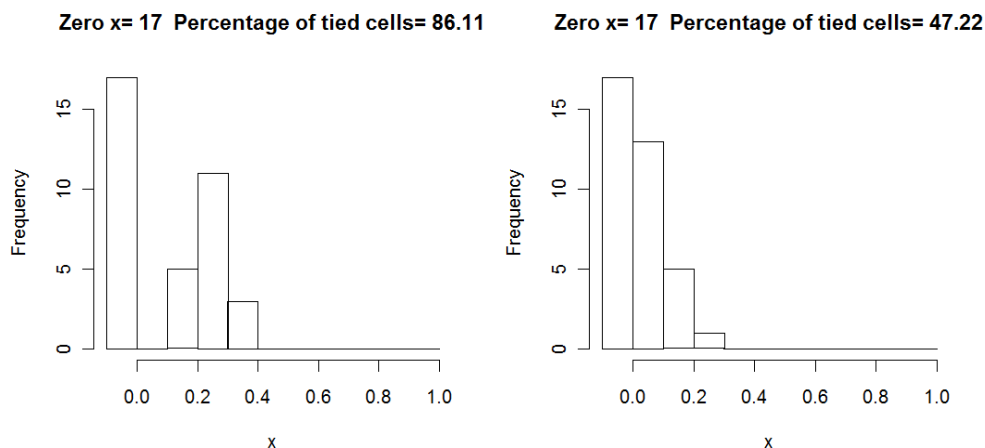 Zero x= 17 Percentage of tied cells= 86.11
Frequency
15
10
5
0
0.0 0.2 0.4 0.6 0.8 1.0
x
Zero x= 17 Percentage of tied cells= 47.22
Frequency
15
10
5
0
0.0 0.2 0.4 0.6 0.8 1.0
x